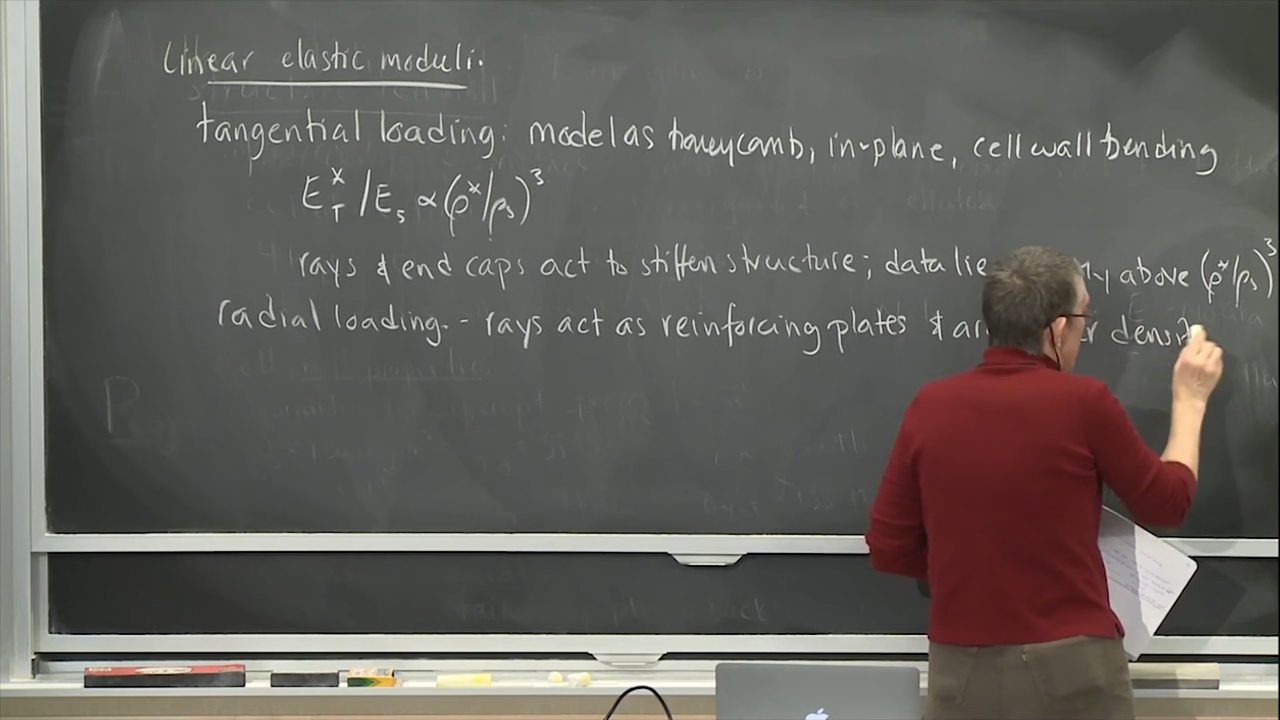 Linear elastic moduli.
tangential loading: model as honeycomb, in-plane, cell wall bending
E*T/Es ∝ (ρ*/ρs)³
rays & end caps act to stiffen structure; data lie above (ρ*/ρs)³
radial loading. - rays act as reinforcing plates & densit